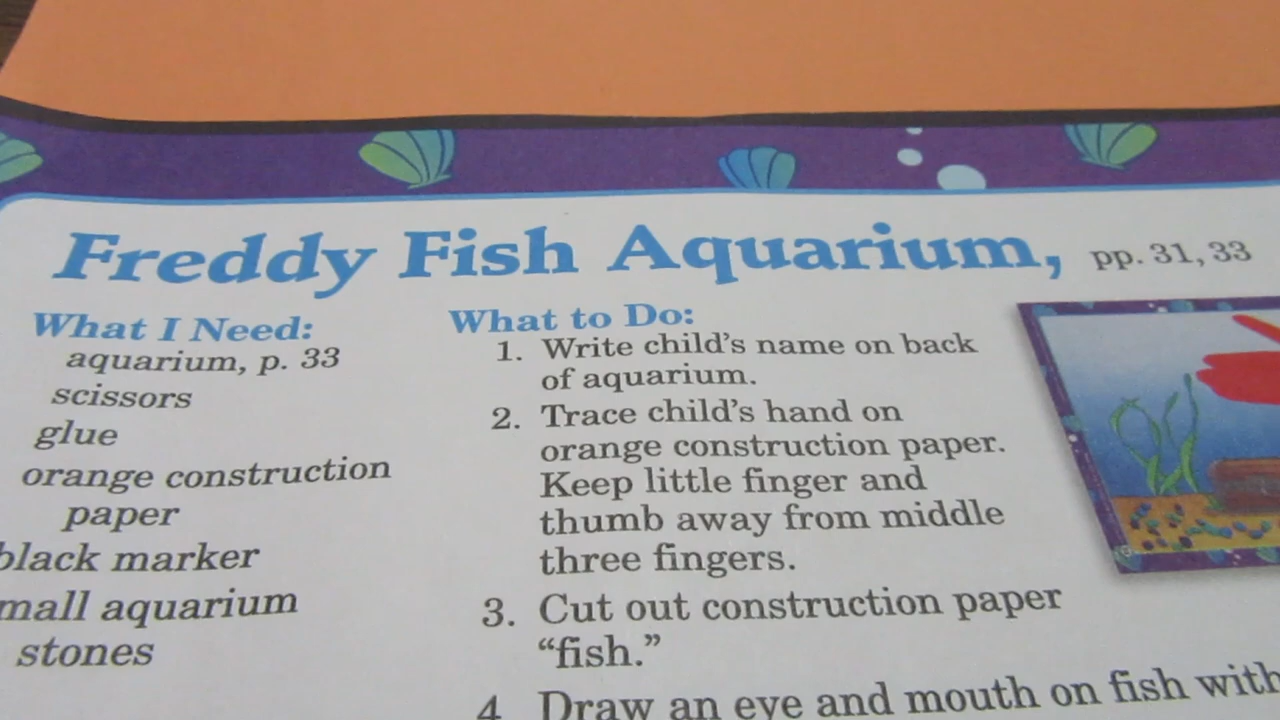 Freddy Fish Aquarium, pp. 31, 33
What I Need:
aquarium, p. 33
scissors
glue
orange construction
paper
black marker
mall aquarium
stones
What to Do:
1. Write child's name on back
of aquarium.
2. Trace child's hand on
orange construction paper.
Keep little finger and
thumb away from middle
three fingers.
3. Cut out construction paper
“fish.”
4 Draw an eye and mouth on fish with